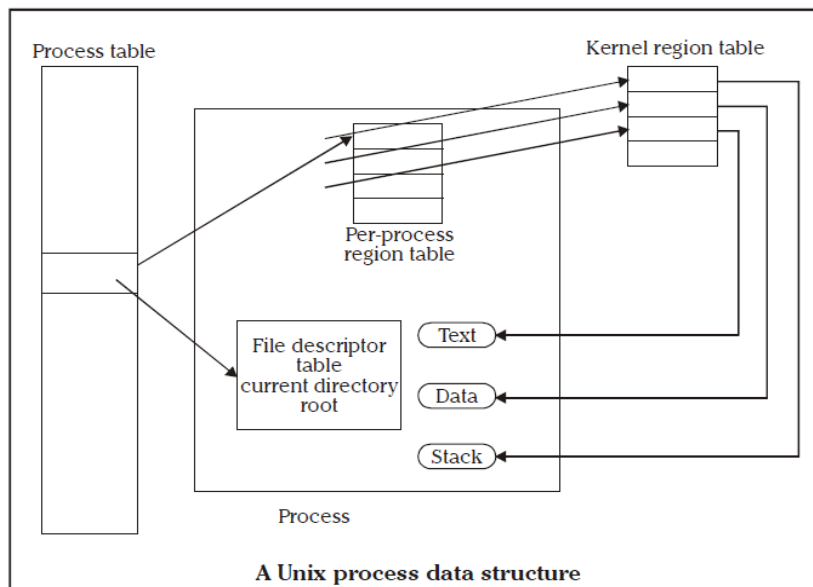 Process table
Kernel region table
Per-process
region table
File descriptor
table
current directory
root
Text
Data
Stack
Process
A Unix process data structure